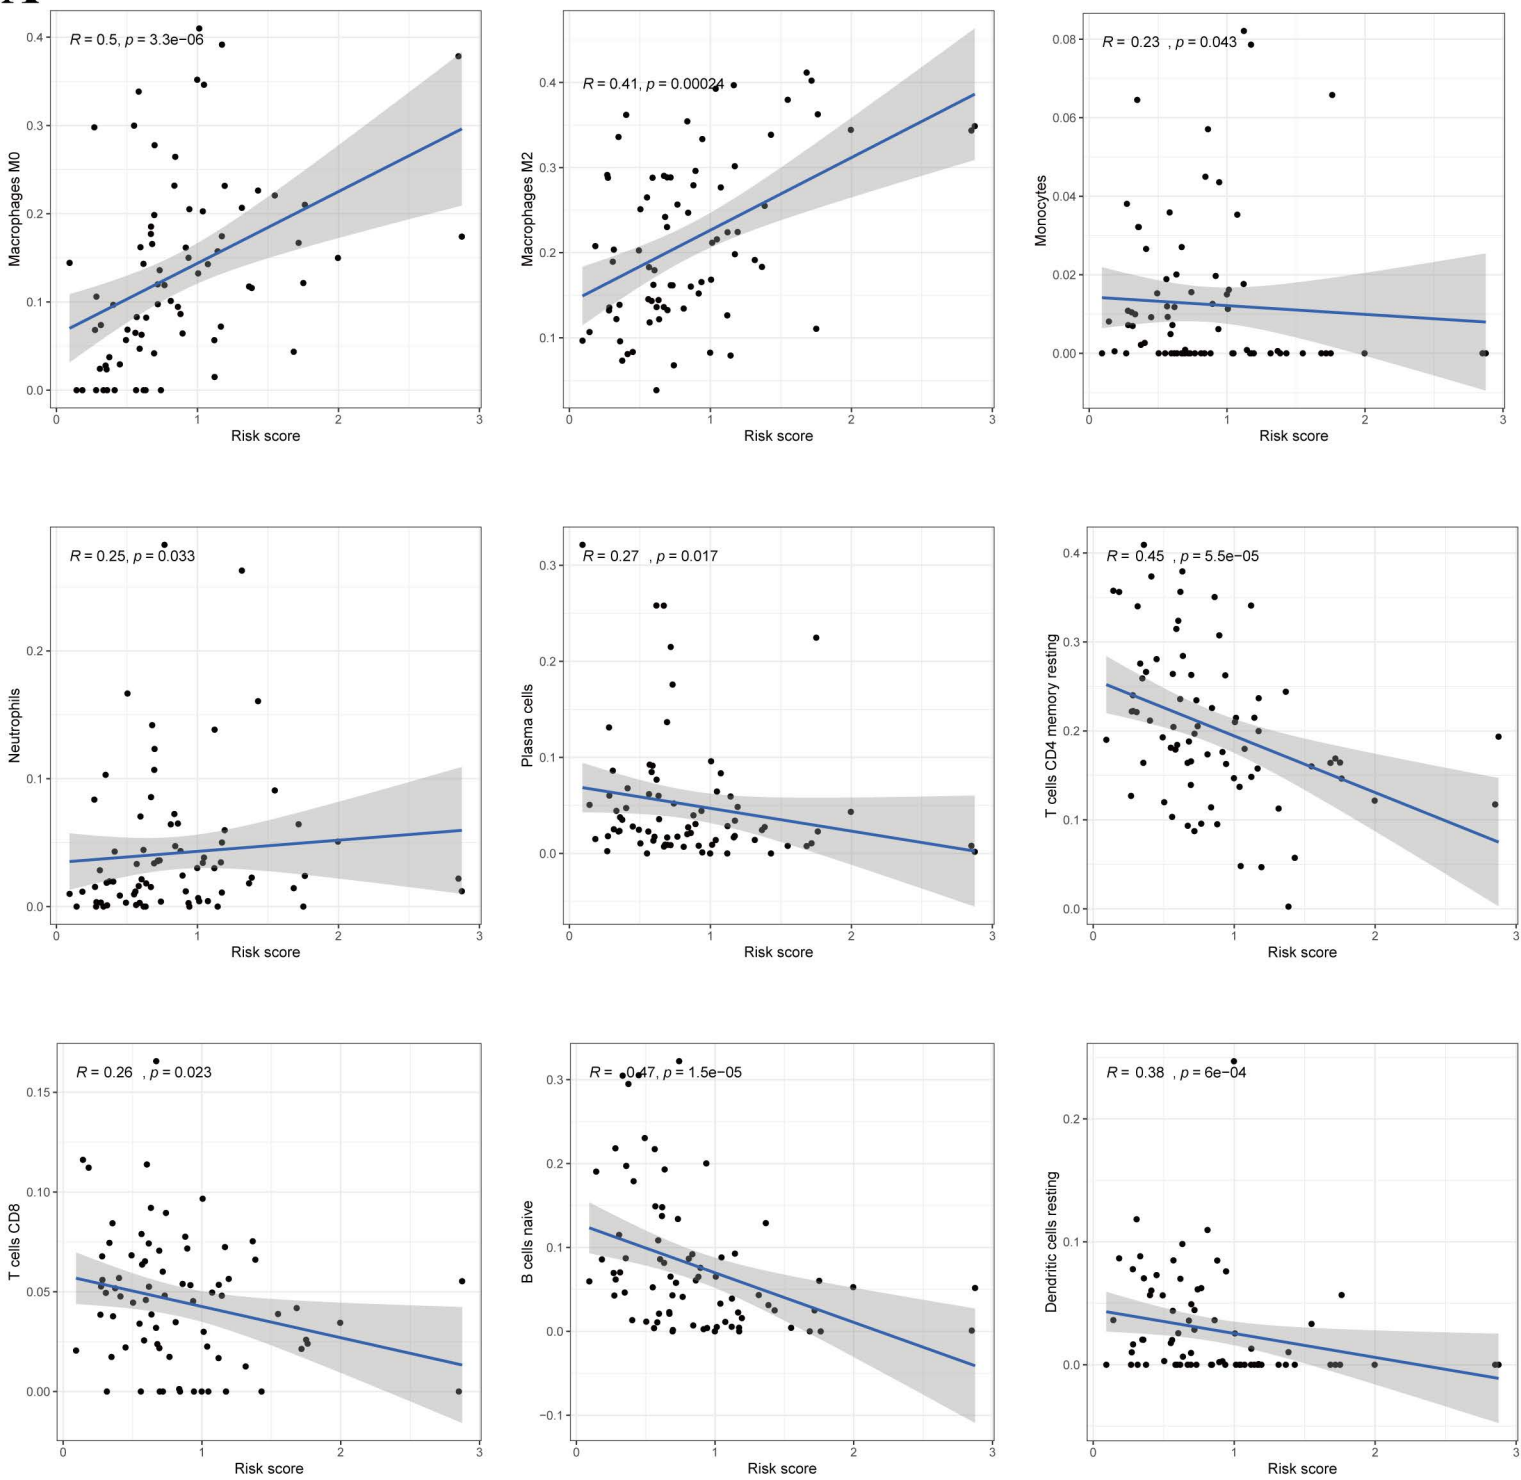 R = 0.5, p = 3.3e−06
Macrophages M0
0.4
0.3
0.2
0.1
0.0
0 1 2 3
Risk score
R = 0.41, p = 0.00024
Macrophages M2
0.4
0.3
0.2
0.1
0 1 2 3
Risk score
R = 0.23 , p = 0.043
Monocytes
0.08
0.06
0.04
0.02
0.00
0 1 2 3
Risk score
R = 0.25, p = 0.033
Neutrophils
0.2
0.1
0.0
0 1 2 3
Risk score
R = 0.27 , p = 0.017
Plasma cells
0.3
0.2
0.1
0.0
0 1 2 3
Risk score
R = 0.45 , p = 5.5e−05
T cells CD4 memory resting
0.4
0.3
0.2
0.1
0.0
0 1 2 3
Risk score
R = 0.26 , p = 0.023
T cells CD8
0.15
0.10
0.05
0.00
0 1 2 3
Risk score
R = 0.47, p = 1.5e−05
B cells naive
0.3
0.2
0.1
0.0
−0.1
0 1 2 3
Risk score
R = 0.38 , p = 6e−04
Dendritic cells resting
0.2
0.1
0.0
0 1 2 3
Risk score